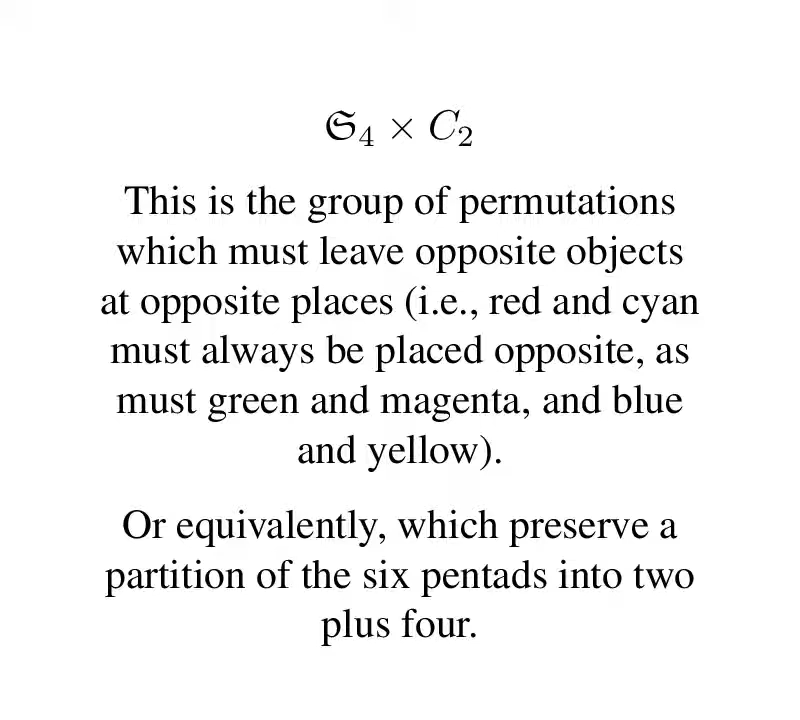 𝔖₄ × C₂
This is the group of permutations
which must leave opposite objects
at opposite places (i.e., red and cyan
must always be placed opposite, as
must green and magenta, and blue
and yellow).
Or equivalently, which preserve a
partition of the six pentads into two
plus four.